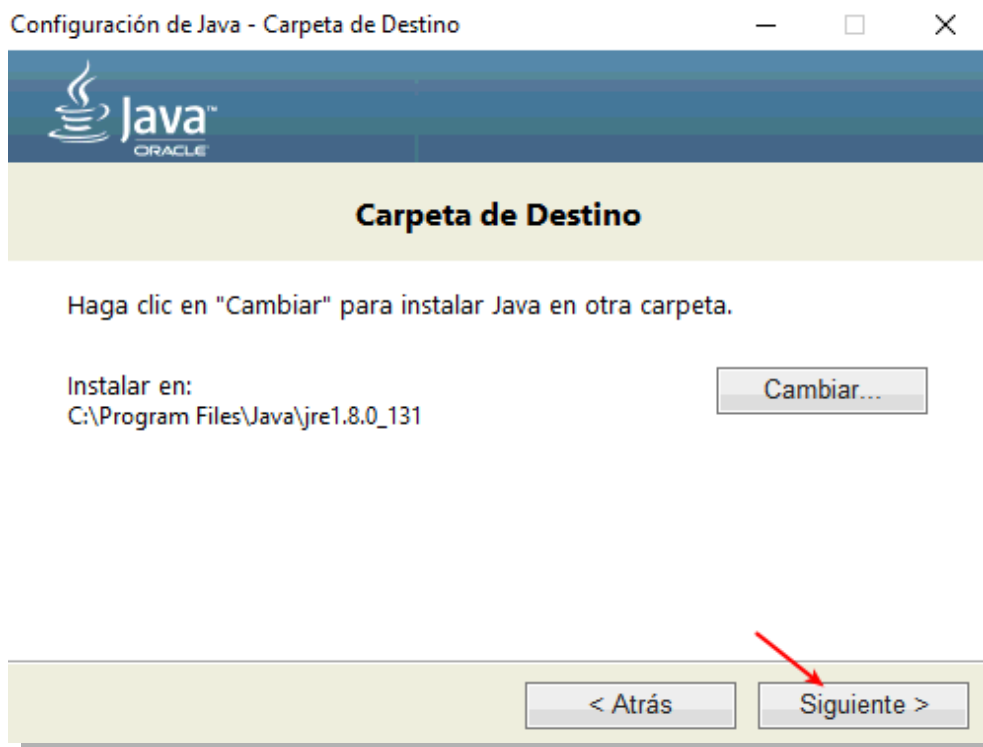 Configuración de Java - Carpeta de Destino
Java™
ORACLE
Carpeta de Destino
Haga clic en "Cambiar" para instalar Java en otra carpeta.
Instalar en:
C:\Program Files\Java\jre1.8.0_131
Cambiar...
< Atrás
Siguiente >